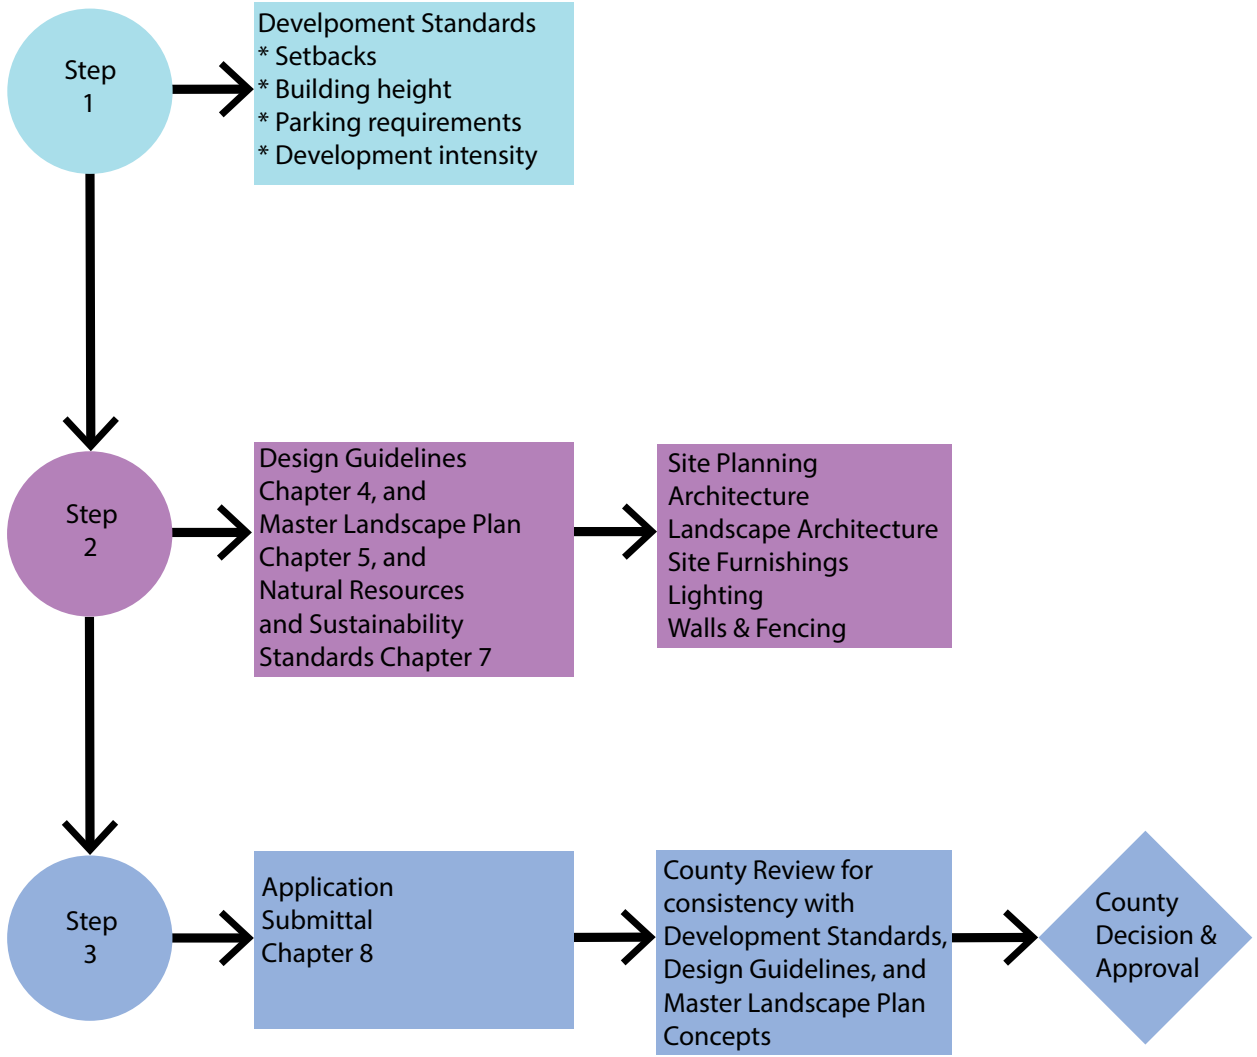 Step
1
Develpoment Standards
* Setbacks
* Building height
* Parking requirements
* Development intensity
Step
2
Design Guidelines
Chapter 4, and
Master Landscape Plan
Chapter 5, and
Natural Resources
and Sustainability
Standards Chapter 7
Site Planning
Architecture
Landscape Architecture
Site Furnishings
Lighting
Walls & Fencing
Step
3
Application
Submittal
Chapter 8
County Review for
consistency with
Development Standards,
Design Guidelines, and
Master Landscape Plan
Concepts
County
Decision &
Approval